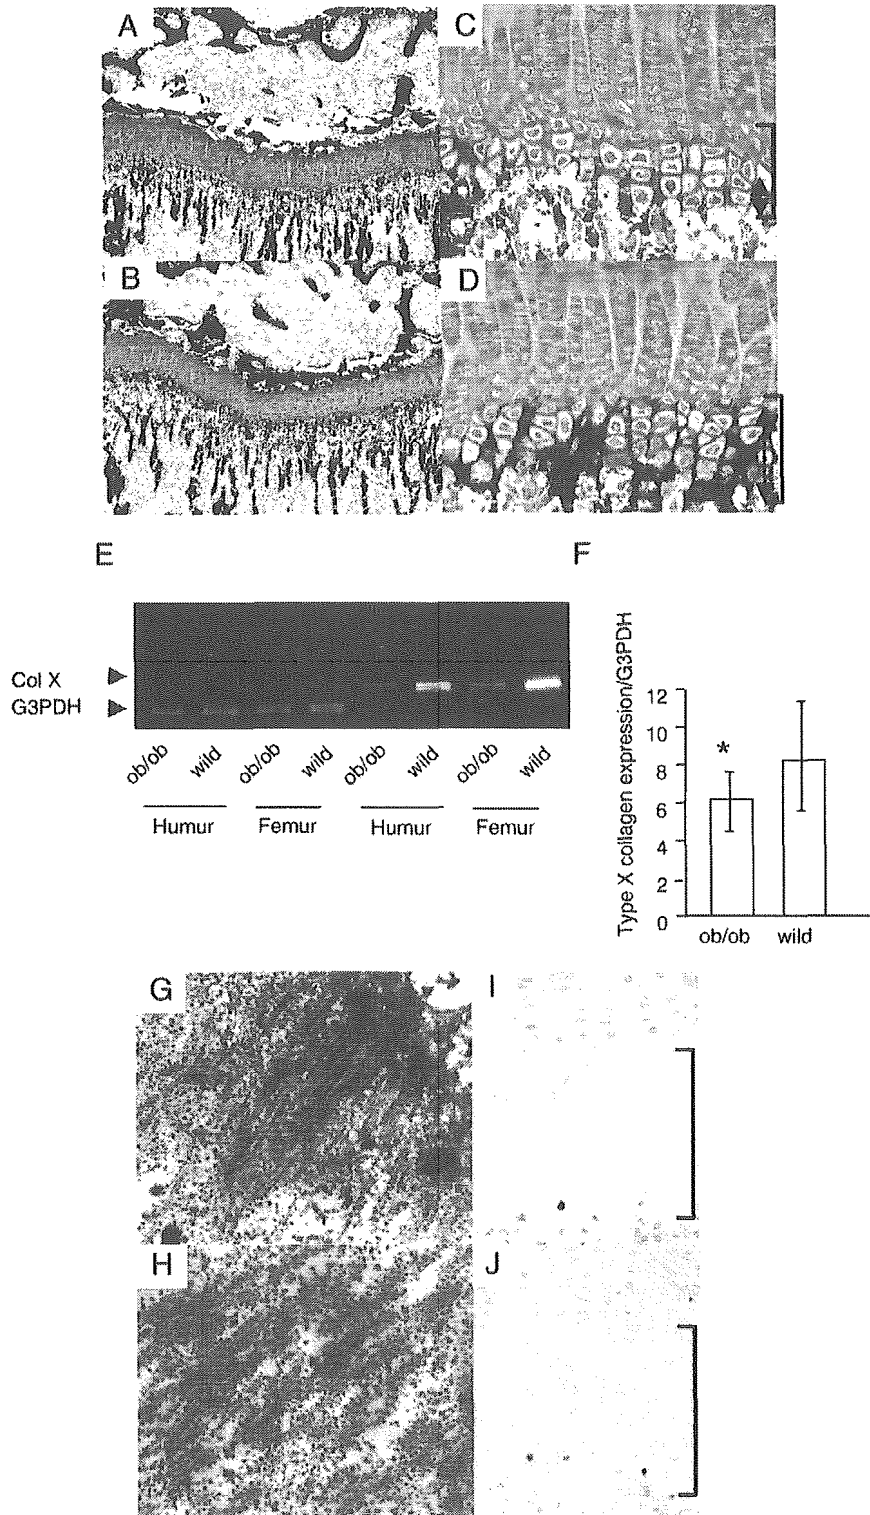 A
C
B
D
E
F
Col X
G3PDH
ob/ob wild ob/ob wild ob/ob wild ob/ob wild
Humur Femur Humur Femur
Type X collagen expression/G3PDH
12
10
8
6
4
2
0
*
ob/ob wild
G
I
H
J